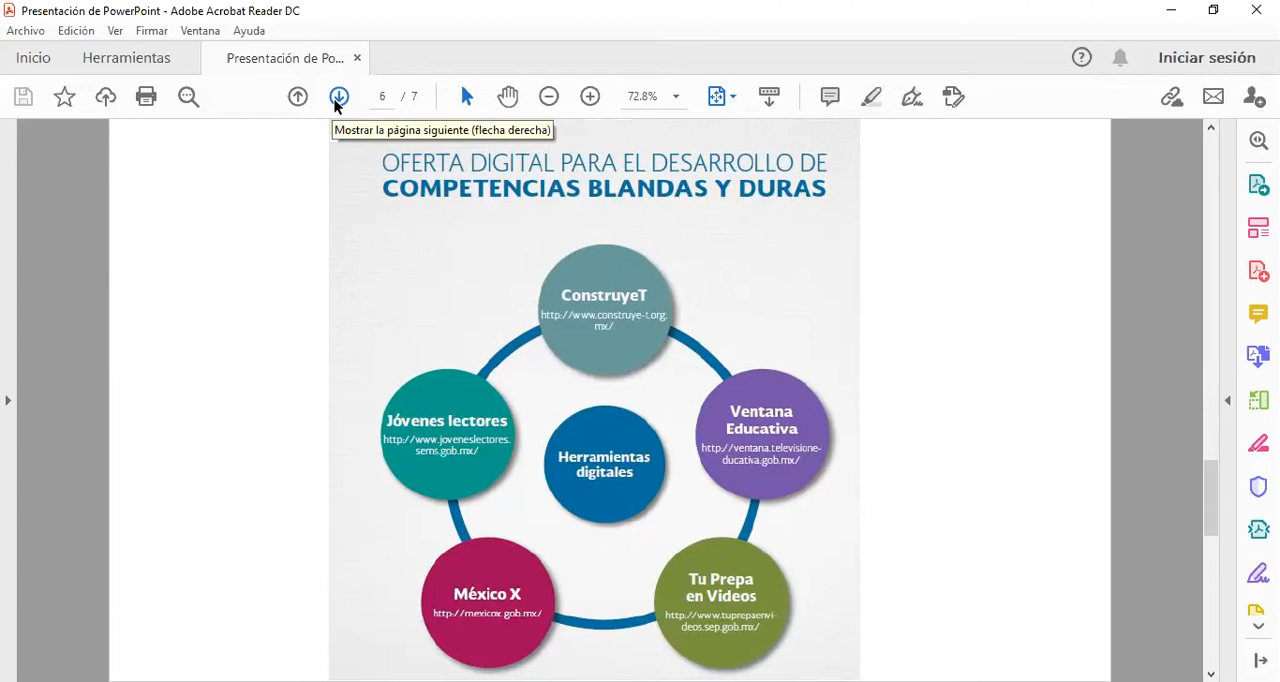 Presentación de PowerPoint - Adobe Acrobat Reader DC
Archivo Edición Ver Firmar Ventana Ayuda
Inicio Herramientas Presentación de Po... × Iniciar sesión
6 / 7 72.8%
Mostrar la página siguiente (flecha derecha)
OFERTA DIGITAL PARA EL DESARROLLO DE
COMPETENCIAS BLANDAS Y DURAS
ConstruyeT
http://www.construye-t.org.
mx/
Jóvenes lectores
http://www.joveneslectores.
sems.gob.mx/
Ventana
Educativa
http://ventana.televisione-
ducativa.gob.mx/
Herramientas
digitales
México X
http://mexicox.gob.mx/
Tu Prepa
en Videos
http://www.tuprepaenvi-
deos.sep.gob.mx/